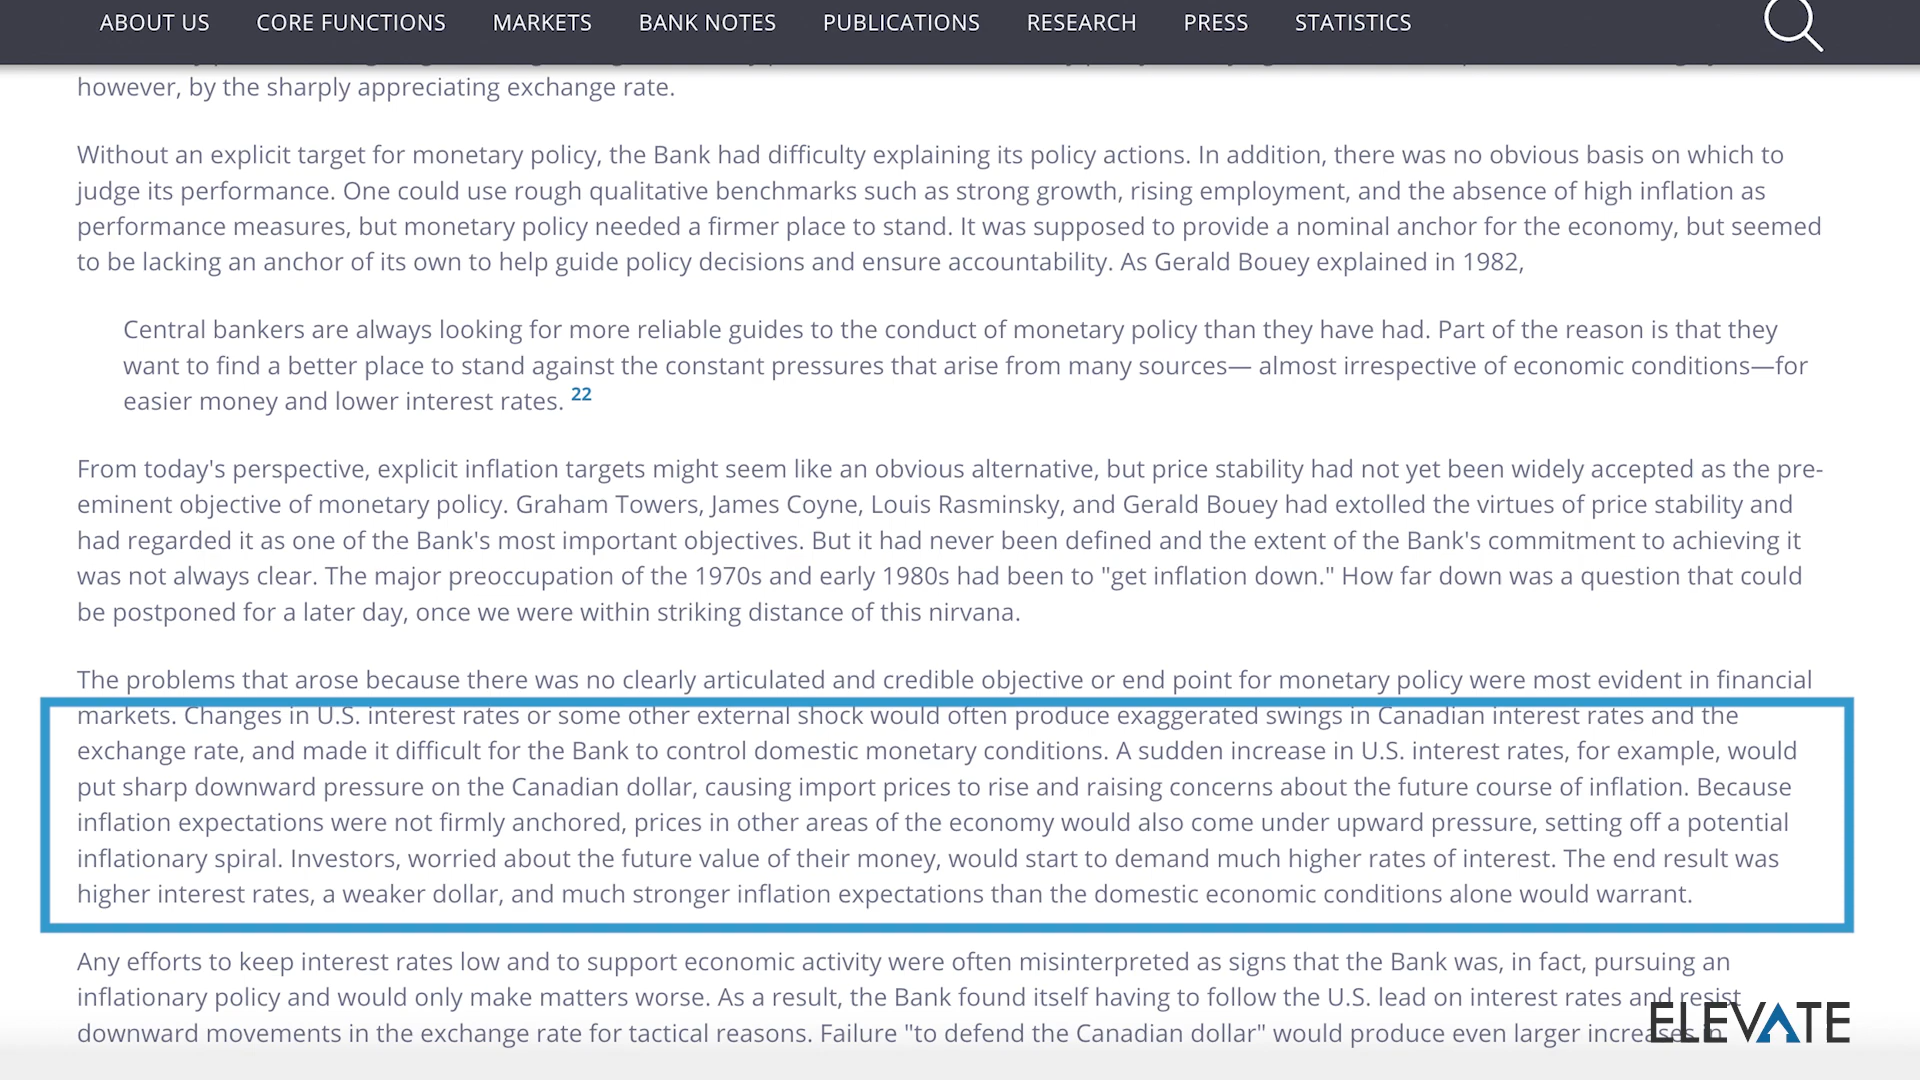 ABOUT US CORE FUNCTIONS MARKETS BANK NOTES PUBLICATIONS RESEARCH PRESS STATISTICS
however, by the sharply appreciating exchange rate.
Without an explicit target for monetary policy, the Bank had difficulty explaining its policy actions. In addition, there was no obvious basis on which to
judge its performance. One could use rough qualitative benchmarks such as strong growth, rising employment, and the absence of high inflation as
performance measures, but monetary policy needed a firmer place to stand. It was supposed to provide a nominal anchor for the economy, but seemed
to be lacking an anchor of its own to help guide policy decisions and ensure accountability. As Gerald Bouey explained in 1982,
Central bankers are always looking for more reliable guides to the conduct of monetary policy than they have had. Part of the reason is that they
want to find a better place to stand against the constant pressures that arise from many sources— almost irrespective of economic conditions—for
easier money and lower interest rates. 22
From today's perspective, explicit inflation targets might seem like an obvious alternative, but price stability had not yet been widely accepted as the pre-
eminent objective of monetary policy. Graham Towers, James Coyne, Louis Rasminsky, and Gerald Bouey had extolled the virtues of price stability and
had regarded it as one of the Bank's most important objectives. But it had never been defined and the extent of the Bank's commitment to achieving it
was not always clear. The major preoccupation of the 1970s and early 1980s had been to "get inflation down." How far down was a question that could
be postponed for a later day, once we were within striking distance of this nirvana.
The problems that arose because there was no clearly articulated and credible objective or end point for monetary policy were most evident in financial
markets. Changes in U.S. interest rates or some other external shock would often produce exaggerated swings in Canadian interest rates and the
exchange rate, and made it difficult for the Bank to control domestic monetary conditions. A sudden increase in U.S. interest rates, for example, would
put sharp downward pressure on the Canadian dollar, causing import prices to rise and raising concerns about the future course of inflation. Because
inflation expectations were not firmly anchored, prices in other areas of the economy would also come under upward pressure, setting off a potential
inflationary spiral. Investors, worried about the future value of their money, would start to demand much higher rates of interest. The end result was
higher interest rates, a weaker dollar, and much stronger inflation expectations than the domestic economic conditions alone would warrant.
Any efforts to keep interest rates low and to support economic activity were often misinterpreted as signs that the Bank was, in fact, pursuing an
inflationary policy and would only make matters worse. As a result, the Bank found itself having to follow the U.S. lead on interest rates and resist
downward movements in the exchange rate for tactical reasons. Failure "to defend the Canadian dollar" would produce even larger increases in
ELEVATE